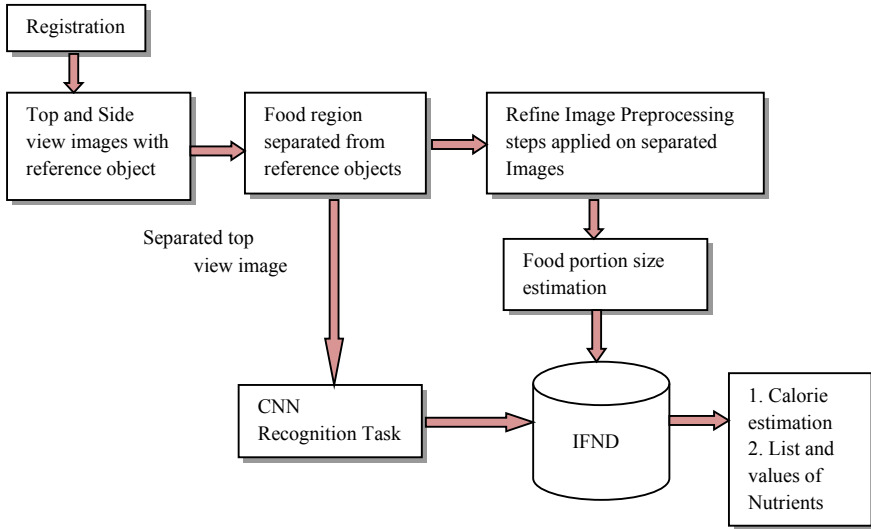 Registration
Top and Side
view images with
reference object
Food region
separated from
reference objects
Refine Image Preprocessing
steps applied on separated
Images
Separated top
view image
Food portion size
estimation
CNN
Recognition Task
IFND
1. Calorie
estimation
2. List and
values of
Nutrients